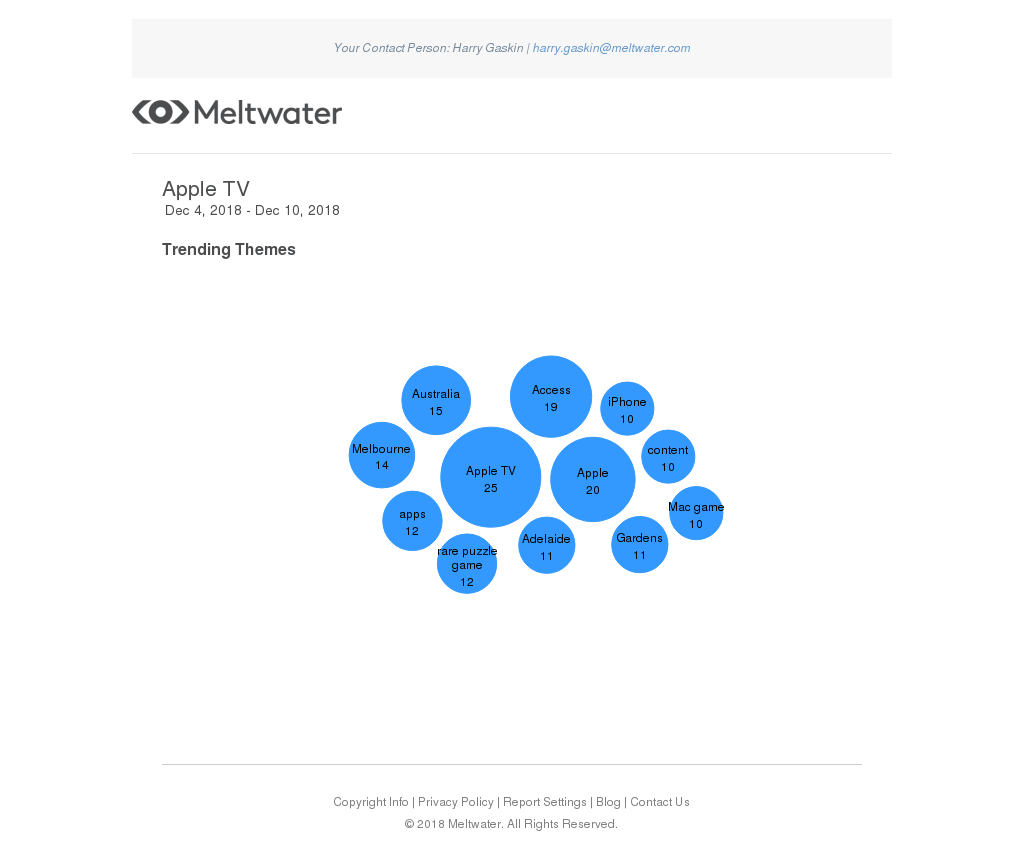 Your Contact Person: Harry Gaskin | harry.gaskin@meltwater.com
Meltwater
Apple TV
Dec 4, 2018 - Dec 10, 2018
Trending Themes
Australia
15
Access
19
iPhone
10
Melbourne
14
Apple TV
25
Apple
20
content
10
apps
12
Mac game
10
rare puzzle
game
12
Adelaide
11
Gardens
11
Copyright Info | Privacy Policy | Report Settings | Blog | Contact Us
© 2018 Meltwater. All Rights Reserved.